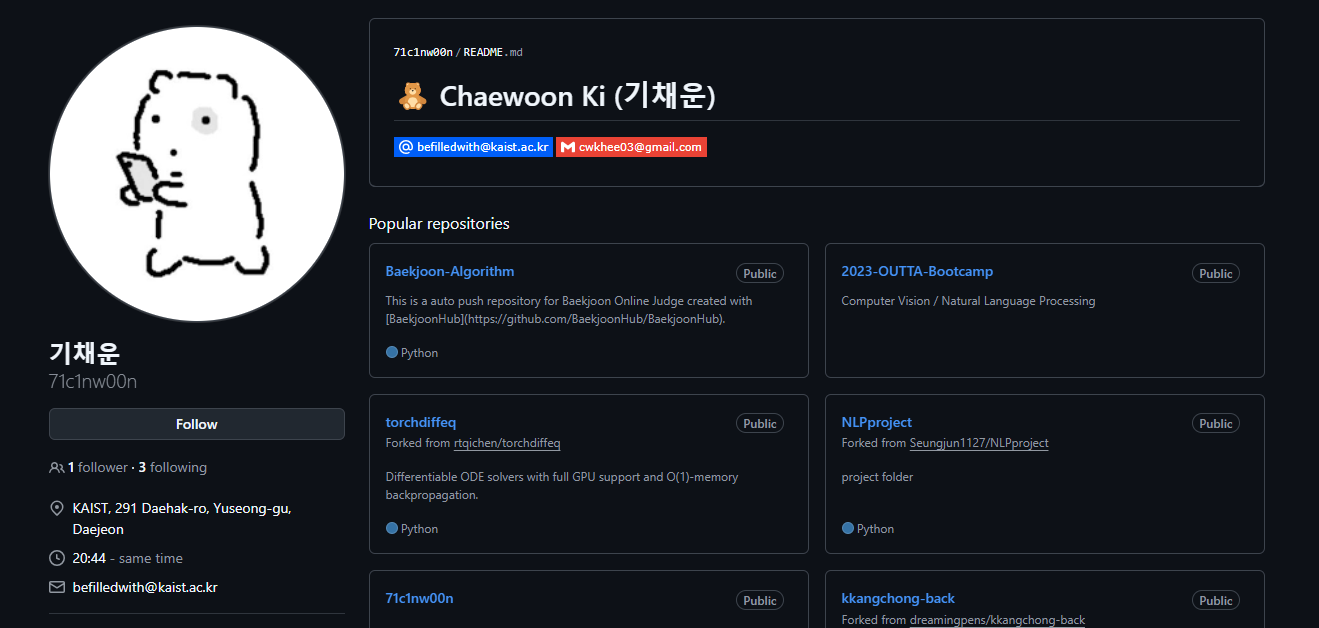 기채운
71c1nw00n
Follow
1 follower · 3 following
KAIST, 291 Daehak-ro, Yuseong-gu,
Daejeon
20:44 - same time
befilledwith@kaist.ac.kr
71c1nw00n/README.md
Chaewoon Ki (기채운)
@ befilledwith@kaist.ac.kr M cwkhee03@gmail.com
Popular repositories
Baekjoon-Algorithm Public
This is a auto push repository for Baekjoon Online Judge created with
[BaekjoonHub](https://github.com/BaekjoonHub/BaekjoonHub).
Python
2023-OUTTA-Bootcamp Public
Computer Vision / Natural Language Processing
torchdiffeq Public
Forked from rtqichen/torchdiffeq
Differentiable ODE solvers with full GPU support and O(1)-memory
backpropagation.
Python
NLPproject Public
Forked from Seungjun1127/NLPproject
project folder
Python
71c1nw00n Public
kkangchong-back Public
Forked from dreamingpens/kkangchong-back